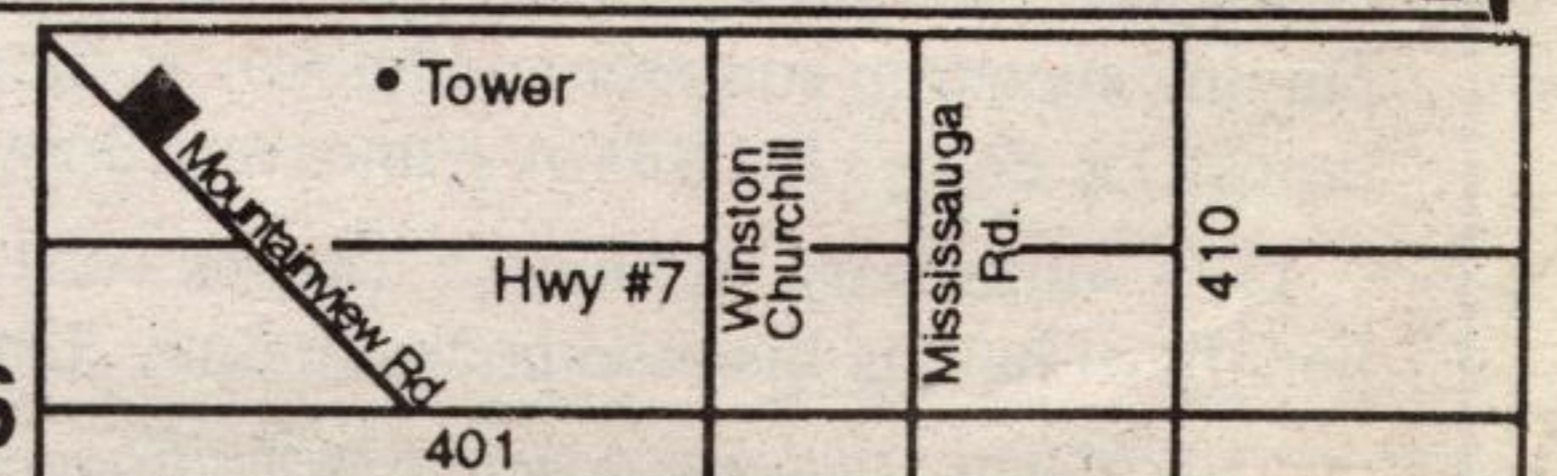 Tower
Mountainview Rd
Hwy #7
Winston
Churchill
Mississauga
Rd.
410
401